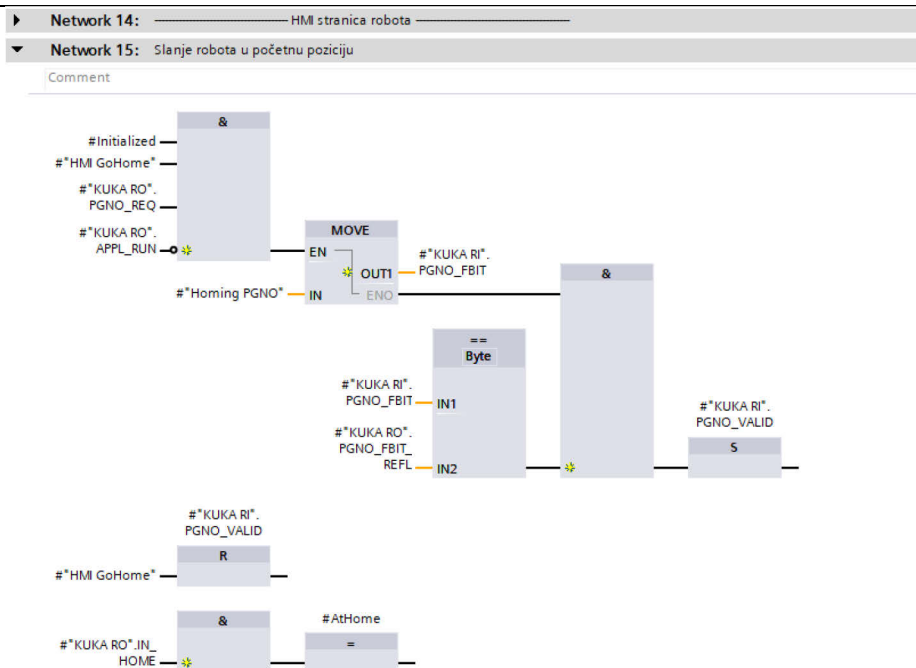 Network 14: ---------------------------------- HMI stranica robota ----------------------------------------
Network 15: Slanje robota u početnu poziciju
Comment
&
#Initialized
#"HMI GoHome"
#"KUKA RO".
PGNO_REQ
#"KUKA RO".
APPL_RUN
MOVE
EN
OUT1
#"KUKA RI".
PGNO_FBIT
#"Homing PGNO"
IN
ENO
&
==
Byte
#"KUKA RI".
PGNO_FBIT
IN1
#"KUKA RO".
PGNO_FBIT_
REFL
IN2
#"KUKA RI".
PGNO_VALID
S
#"KUKA RI".
PGNO_VALID
R
#"HMI GoHome"
&
#"KUKA RO".IN_
HOME
#AtHome
=